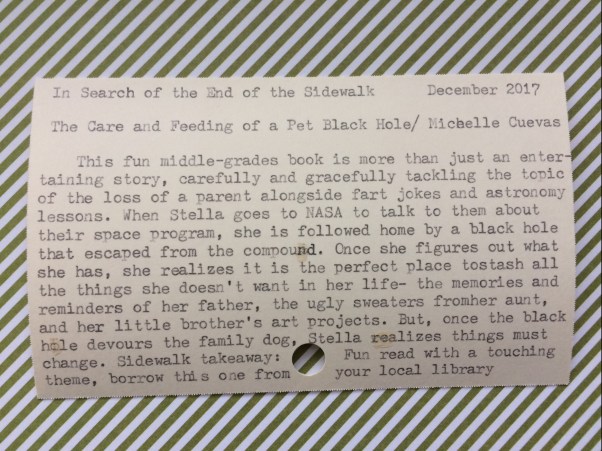 In Search of the End of the Sidewalk December 2017
The Care and Feeding of a Pet Black Hole/ Michelle Cuevas
This fun middle-grades book is more than just an enter-
taining story, carefully and gracefully tackling the topic
of the loss of a parent alongside fart jokes and astronomy
lessons. When Stella goes to NASA to talk to them about
their space program, she is followed home by a black hole
that escaped from the compound. Once she figures out what
she has, she realizes it is the perfect place tostash all
the things she doesn't want in her life- the memories and
reminders of her father, the ugly sweaters fromher aunt,
and her little brother's art projects. But, once the black
hole devours the family dog, Stella realizes things must
change. Sidewalk takeaway: Fun read with a touching
theme, borrow this one from your local library